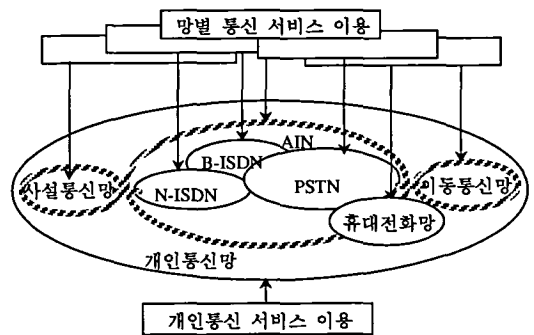 망별 통신 서비스 이용
AIN
B-ISDN
사설통신망
N-ISDN
PSTN
이동통신망
휴대전화망
개인통신망
개인통신 서비스 이용